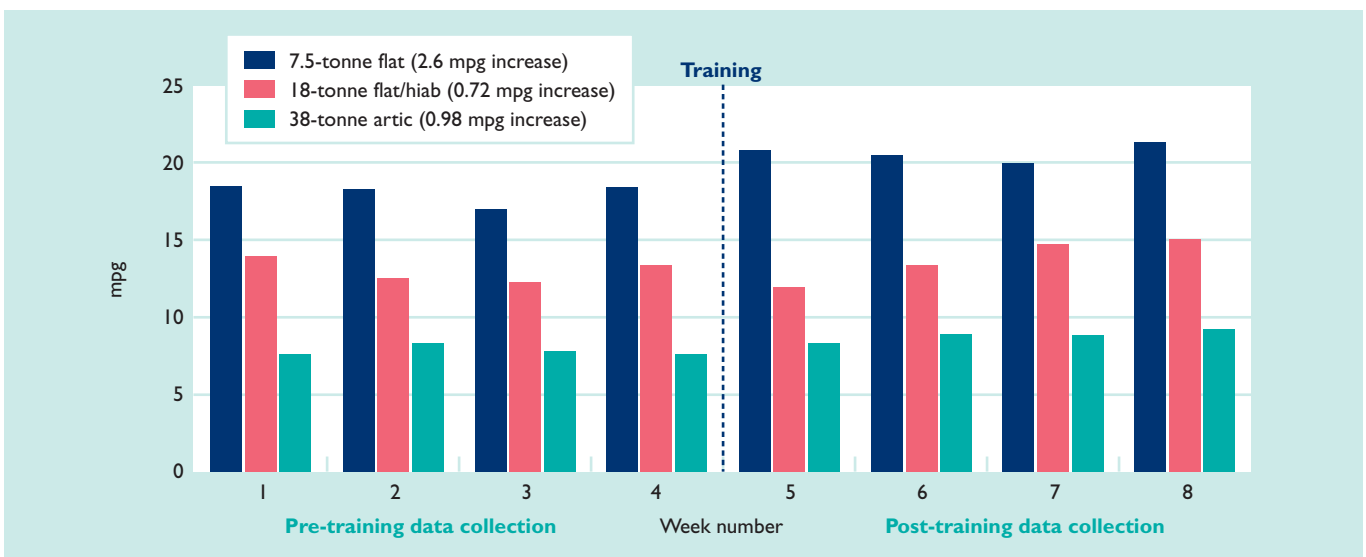 7.5-tonne flat (2.6 mpg increase)
18-tonne flat/hiab (0.72 mpg increase)
38-tonne artic (0.98 mpg increase)
Training
25
20
15
10
5
0
mpg
1 2 3 4 5 6 7 8
Pre-training data collection Week number Post-training data collection